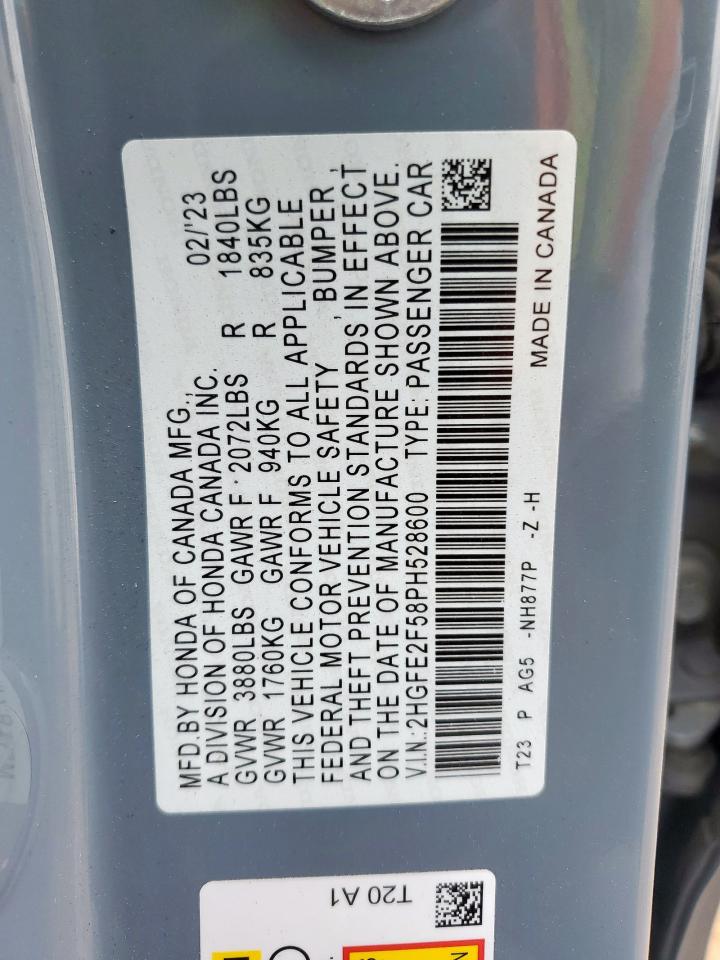 MFD.BY HONDA OF CANADA MFG.,
A DIVISION OF HONDA CANADA INC. 02/'23
GVWR 3880LBS GAWR F 2072LBS R 1840LBS
GVWR 1760KG GAWR F 940KG R 835KG
THIS VEHICLE CONFORMS TO ALL APPLICABLE
FEDERAL MOTOR VEHICLE SAFETY , BUMPER ,
AND THEFT PREVENTION STANDARDS IN EFFECT
ON THE DATE OF MANUFACTURE SHOWN ABOVE.
V.I.N.:2HGFE2F58PH528600 TYPE: PASSENGER CAR
T23 P AG5 -NH877P -Z -H
MADE IN CANADA
T20 A1